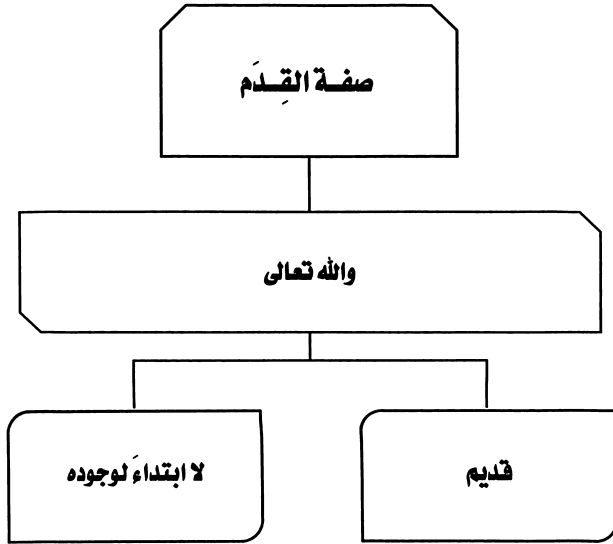 صفة القِدَم
والله تعالى
قديم
لا ابتداءَ لوجوده